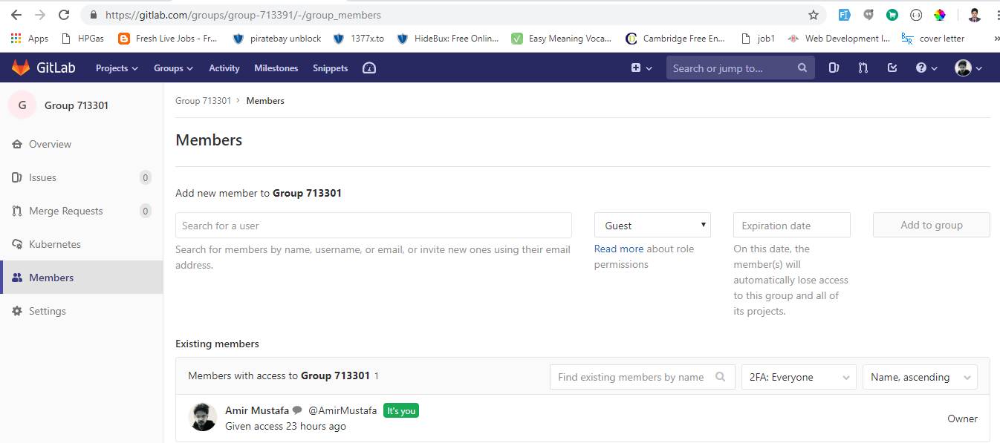 https://gitlab.com/groups/group-713391/-/group_members
Apps HPGas Fresh Live Jobs - Fr... piratebay unblock 1377x.to HideBux: Free Onlin... Easy Meaning Voca... Cambridge Free En... job1 Web Development I... cover letter »
GitLab Projects Groups Activity Milestones Snippets Search or jump to...
G Group 713301
Overview
Issues 0
Merge Requests 0
Kubernetes
Members
Settings
Group 713301 > Members
Members
Add new member to Group 713301
Search for a user
Search for members by name, username, or email, or invite new ones using their email
address.
Guest
Read more about role
permissions
Expiration date
On this date, the
member(s) will
automatically lose access
to this group and all of
its projects.
Add to group
Existing members
Members with access to Group 713301 1
Find existing members by name 2FA: Everyone Name, ascending
Amir Mustafa @AmirMustafa It's you
Given access 23 hours ago
Owner